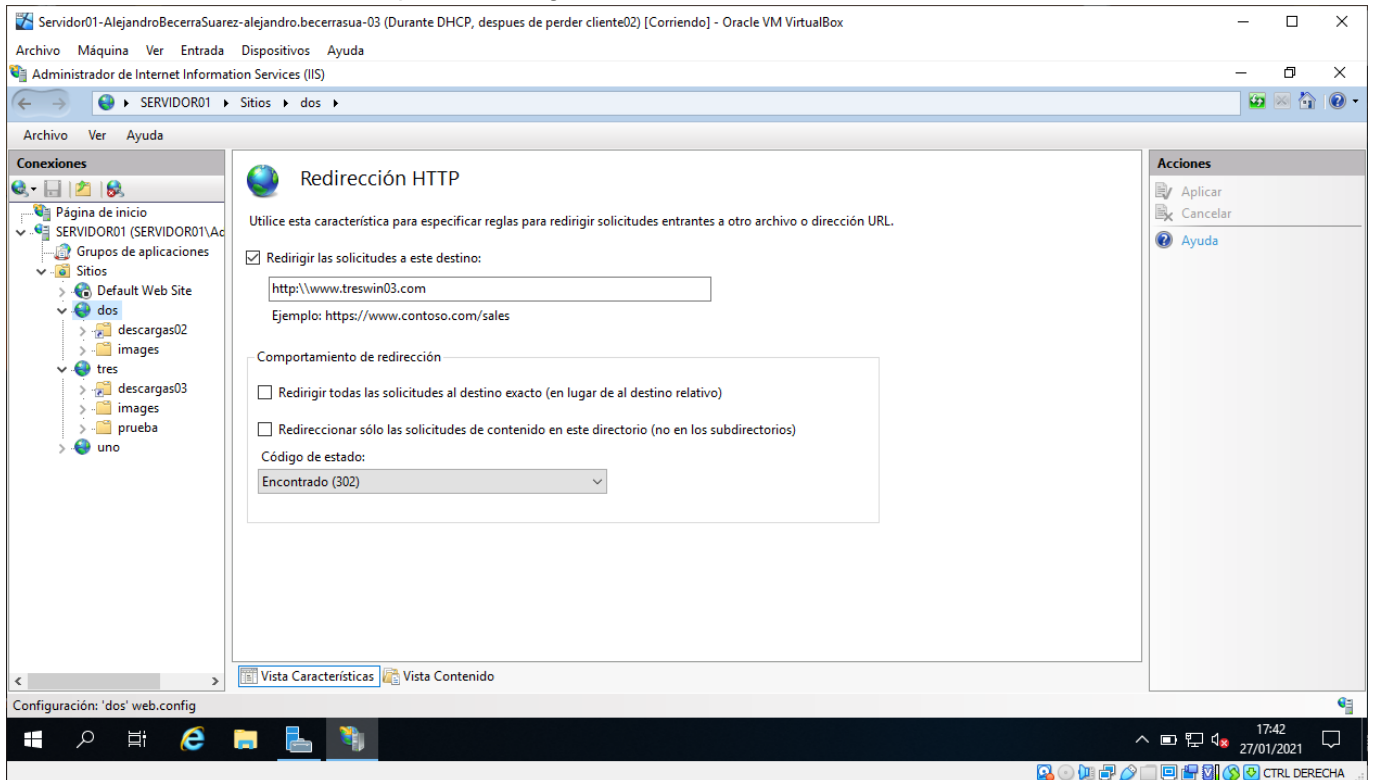 Servidor01-AlejandroBecerraSuarez-alejandro.becerrasua-03 (Durante DHCP, despues de perder cliente02) [Corriendo] - Oracle VM VirtualBox
Archivo Máquina Ver Entrada Dispositivos Ayuda
Administrador de Internet Information Services (IIS)
SERVIDOR01 Sitios dos
Archivo Ver Ayuda
Conexiones
Página de inicio
SERVIDOR01 (SERVIDOR01\Ad
Grupos de aplicaciones
Sitios
Default Web Site
dos
descargas02
images
tres
descargas03
images
prueba
uno
Redirección HTTP
Utilice esta característica para especificar reglas para redirigir solicitudes entrantes a otro archivo o dirección URL.
Redirigir las solicitudes a este destino:
http:\\www.treswin03.com
Ejemplo: https://www.contoso.com/sales
Comportamiento de redirección
Redirigir todas las solicitudes al destino exacto (en lugar de al destino relativo)
Redireccionar sólo las solicitudes de contenido en este directorio (no en los subdirectorios)
Código de estado:
Encontrado (302)
Vista Características Vista Contenido
Acciones
Aplicar
Cancelar
Ayuda
Configuración: 'dos' web.config
17:42
27/01/2021
CTRL DERECHA